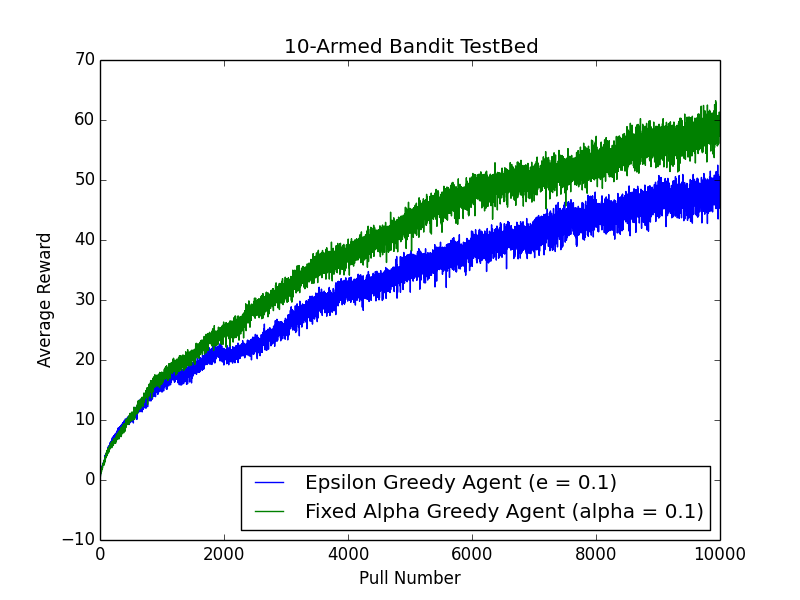 10-Armed Bandit TestBed
70
60
50
40
30
20
10
0
−10
Average Reward
Epsilon Greedy Agent (e = 0.1)
Fixed Alpha Greedy Agent (alpha = 0.1)
0 2000 4000 6000 8000 10000
Pull Number